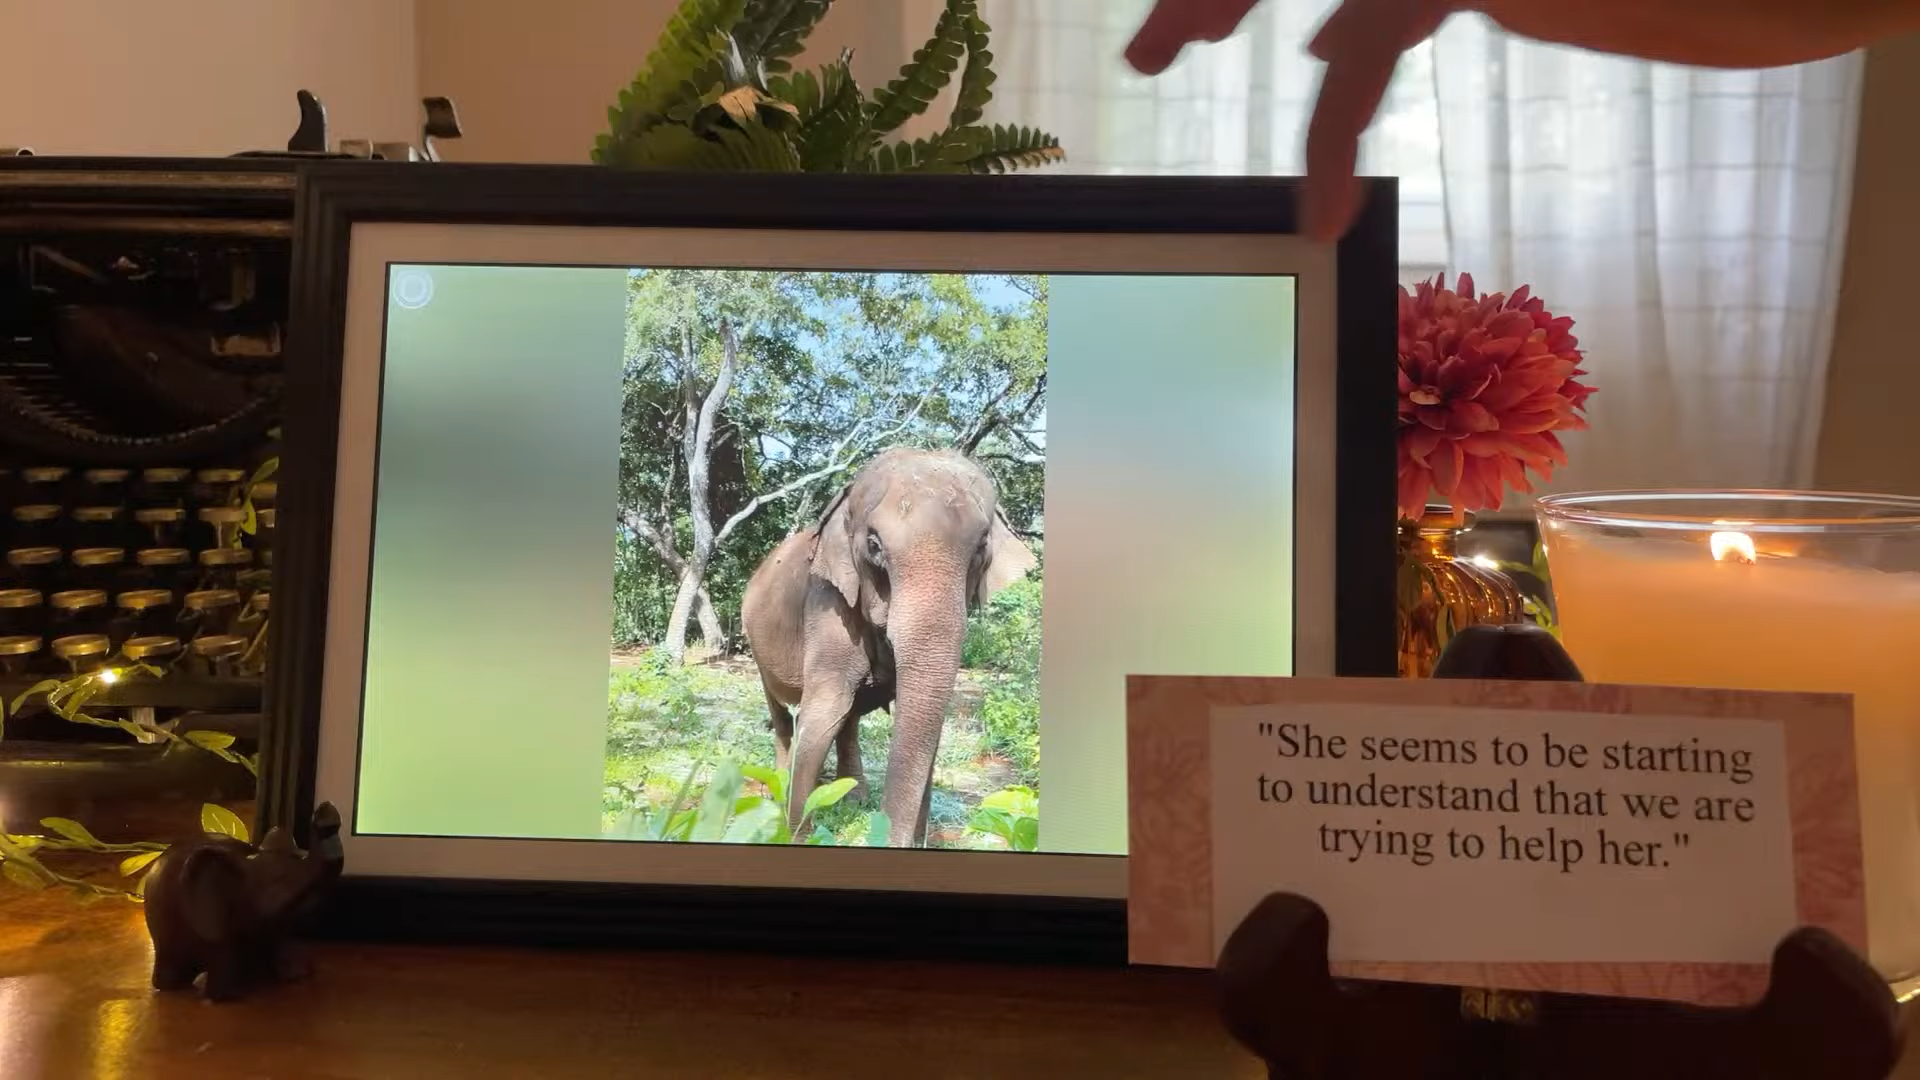 "She seems to be starting
to understand that we are
trying to help her."